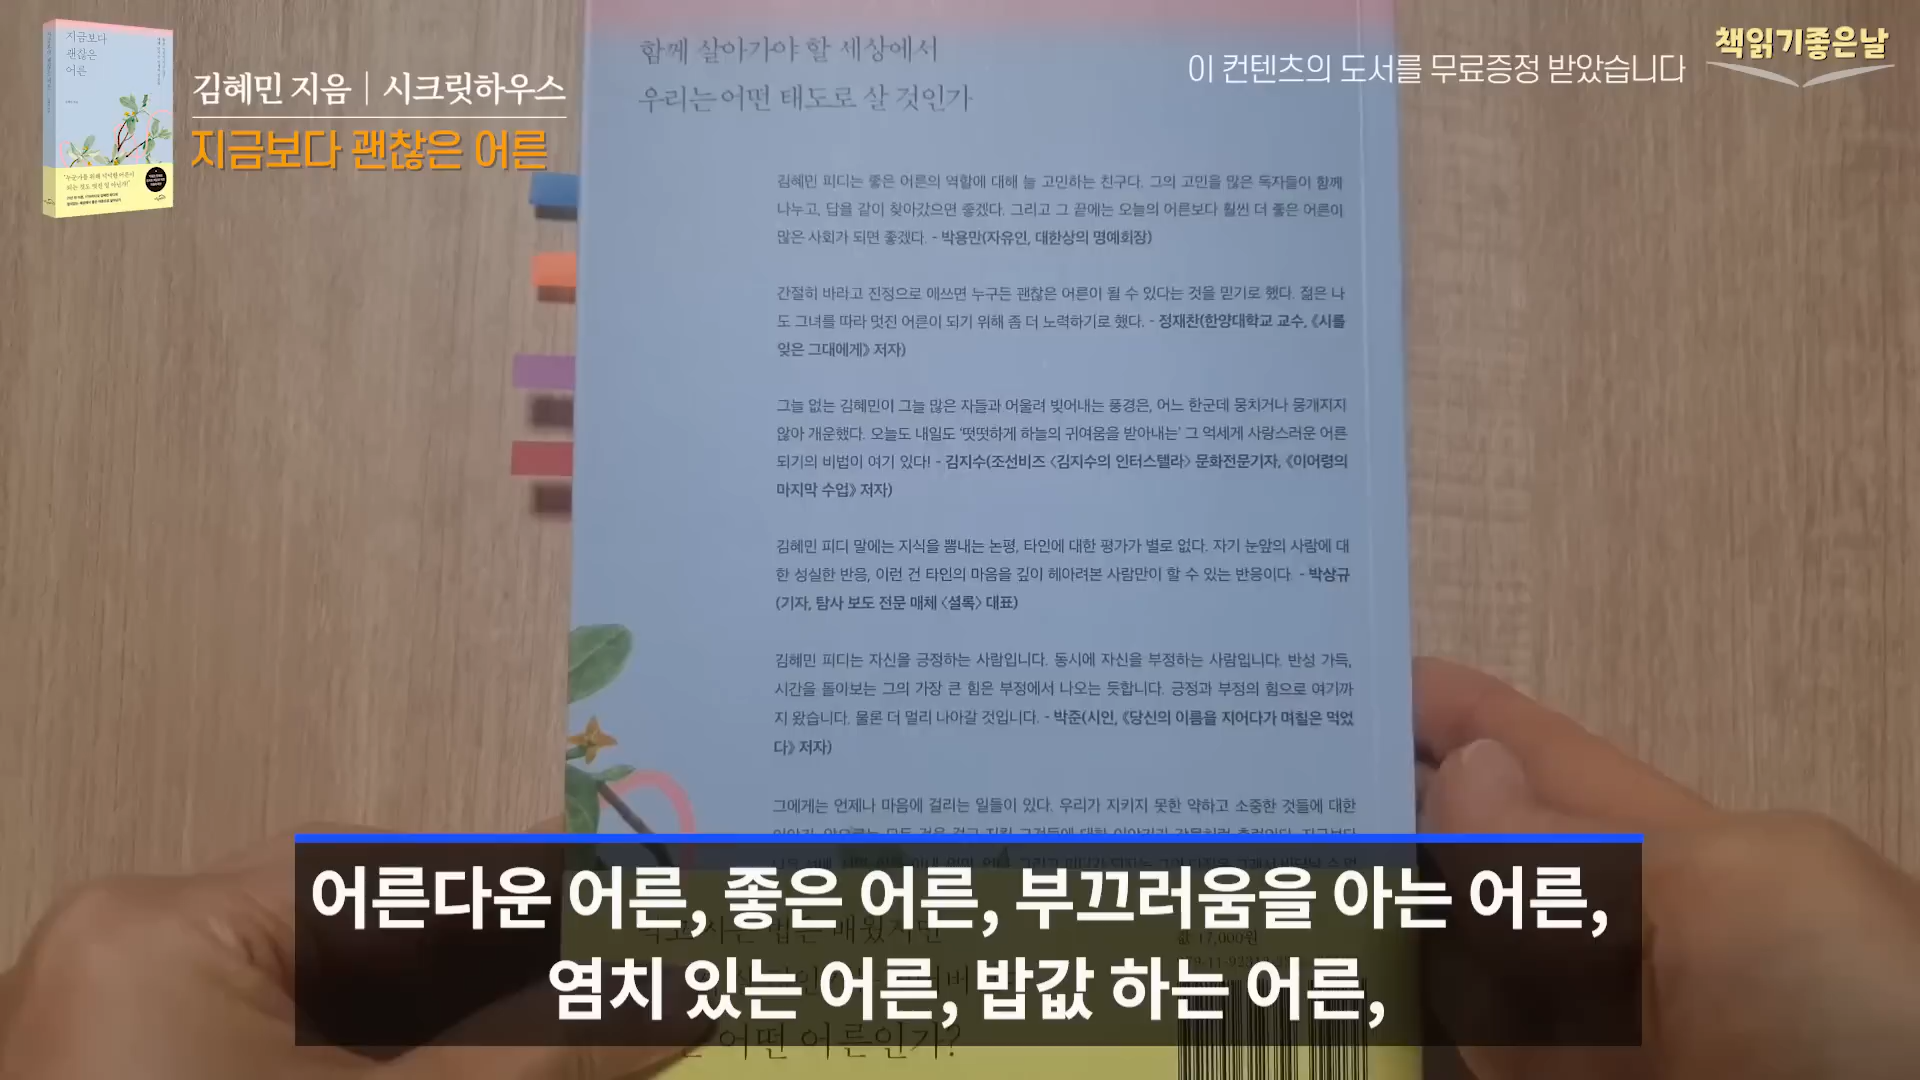 지금보다
괜찮은
어른
김혜민 지음 | 시크릿하우스
지금보다 괜찮은 어른
이 컨텐츠의 도서를 무료증정 받았습니다
책읽기좋은날
함께 살아가야 할 세상에서
우리는 어떤 태도로 살 것인가
김혜민 피디는 좋은 어른의 역할에 대해 늘 고민하는 친구다. 그의 고민을 많은 독자들이 함께
나누고, 답을 같이 찾아갔으면 좋겠다. 그리고 그 끝에는 오늘의 어른보다 훨씬 더 좋은 어른이
많은 사회가 되면 좋겠다. - 박용만(자유인, 대한상의 명예회장)
간절히 바라고 진정으로 애쓰면 누구든 괜찮은 어른이 될 수 있다는 것을 믿기로 했다. 젊은 나
도 그녀를 따라 멋진 어른이 되기 위해 좀 더 노력하기로 했다. - 정재찬(한양대학교 교수, 《시를
잊은 그대에게》 저자)
그늘 없는 김혜민이 그늘 많은 자들과 어울려 빚어내는 풍경은, 어느 한군데 뭉치거나 뭉개지지
않아 개운했다. 오늘도 내일도 '떳떳하게 하늘의 귀여움을 받아내는' 그 억세게 사랑스러운 어른
되기의 비법이 여기 있다! - 김지수(조선비즈 〈김지수의 인터스텔라〉 문화전문기자, 《이어령의
마지막 수업》 저자)
김혜민 피디 말에는 지식을 뽐내는 논평, 타인에 대한 평가가 별로 없다. 자기 눈앞의 사람에 대
한 성실한 반응, 이런 건 타인의 마음을 깊이 헤아려본 사람만이 할 수 있는 반응이다. - 박상규
(기자, 탐사 보도 전문 매체 〈셜록〉 대표)
김혜민 피디는 자신을 긍정하는 사람입니다. 동시에 자신을 부정하는 사람입니다. 반성 가득,
시간을 돌아보는 그의 가장 큰 힘은 부정에서 나오는 듯합니다. 긍정과 부정의 힘으로 여기까
지 왔습니다. 물론 더 멀리 나아갈 것입니다. - 박준(시인, 《당신의 이름을 지어다가 며칠은 먹었
다》 저자)
그에게는 언제나 마음에 걸리는 일들이 있다. 우리가 지키지 못한 약하고 소중한 것들에 대한
어른다운 어른, 좋은 어른, 부끄러움을 아는 어른,
염치 있는 어른, 밥값 하는 어른,
값 17,000원
어떤 어른인가?